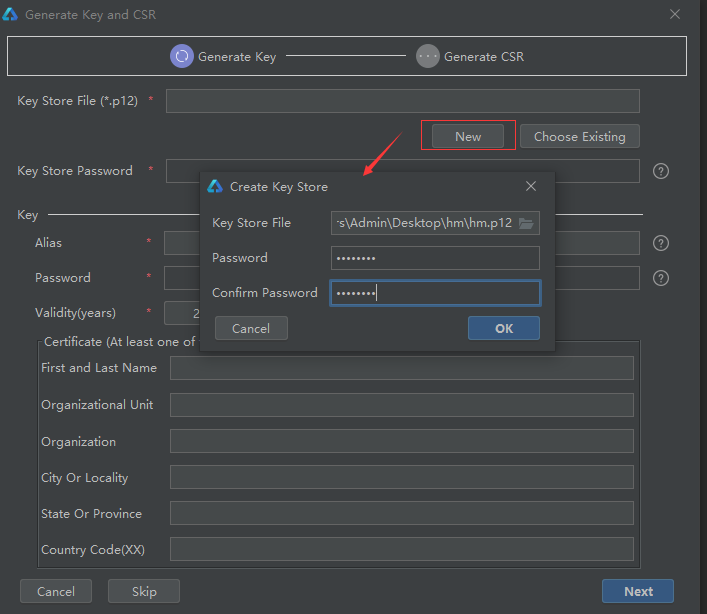 Generate Key and CSR
Generate Key
Generate CSR
Key Store File (*.p12) *
New
Choose Existing
Key Store Password *
?
Create Key Store
Key Store File
s\Admin\Desktop\hm\hm.p12
Password
••••••••
Confirm Password
••••••••
Cancel
OK
Key
Alias *
?
Password *
?
Validity(years) *
2
Certificate (At least one of
First and Last Name
Organizational Unit
Organization
City Or Locality
State Or Province
Country Code(XX)
Cancel
Skip
Next